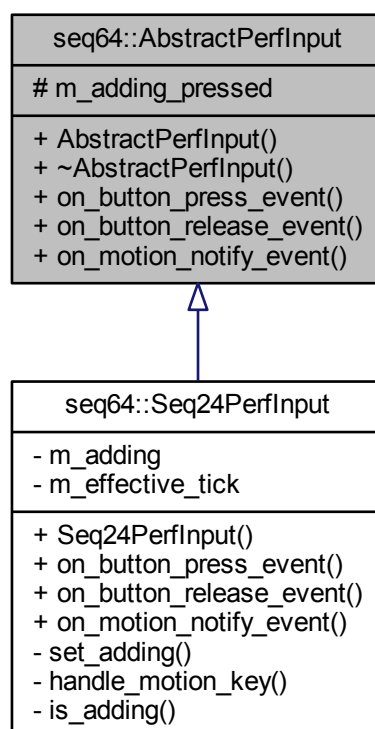 seq64::AbstractPerfInput
# m_adding_pressed
+ AbstractPerfInput()
+ ~AbstractPerfInput()
+ on_button_press_event()
+ on_button_release_event()
+ on_motion_notify_event()
seq64::Seq24PerfInput
- m_adding
- m_effective_tick
+ Seq24PerfInput()
+ on_button_press_event()
+ on_button_release_event()
+ on_motion_notify_event()
- set_adding()
- handle_motion_key()
- is_adding()